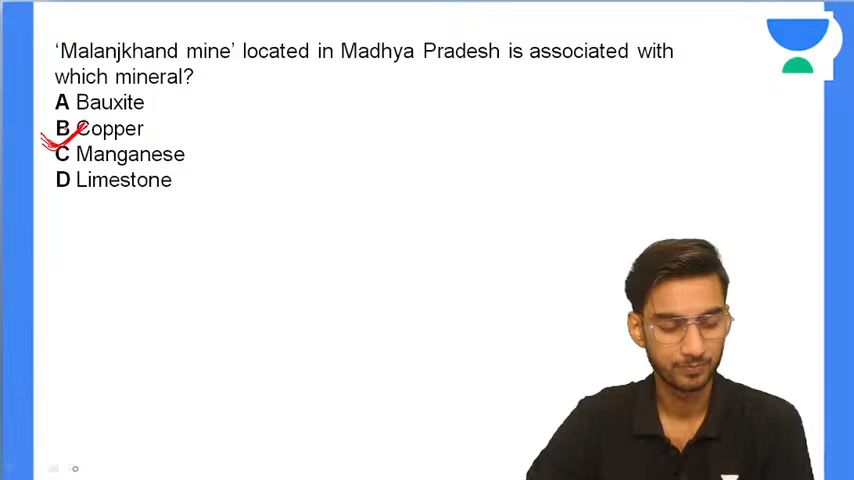 ‘Malanjkhand mine’ located in Madhya Pradesh is associated with
which mineral?
A Bauxite
B Copper
C Manganese
D Limestone